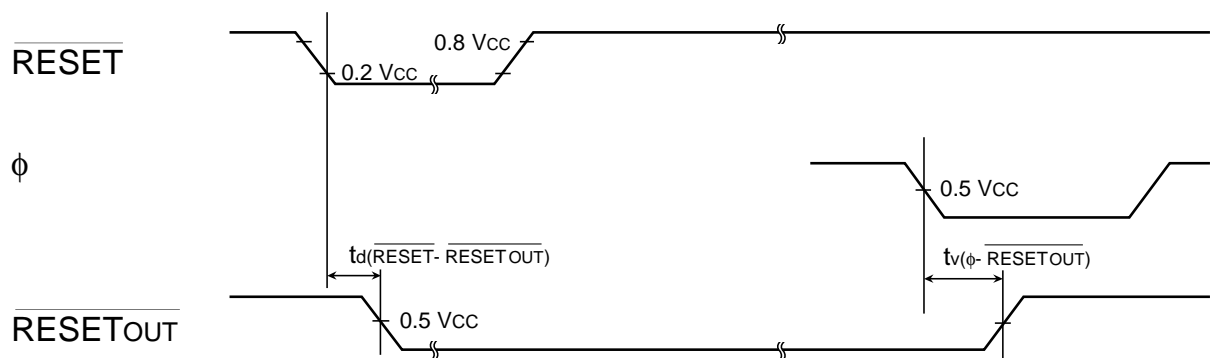 RESET
0.8 VCC
0.2 VCC
ϕ
0.5 VCC
td(RESET- RESETOUT)
tv(ϕ- RESETOUT)
RESETOUT
0.5 VCC